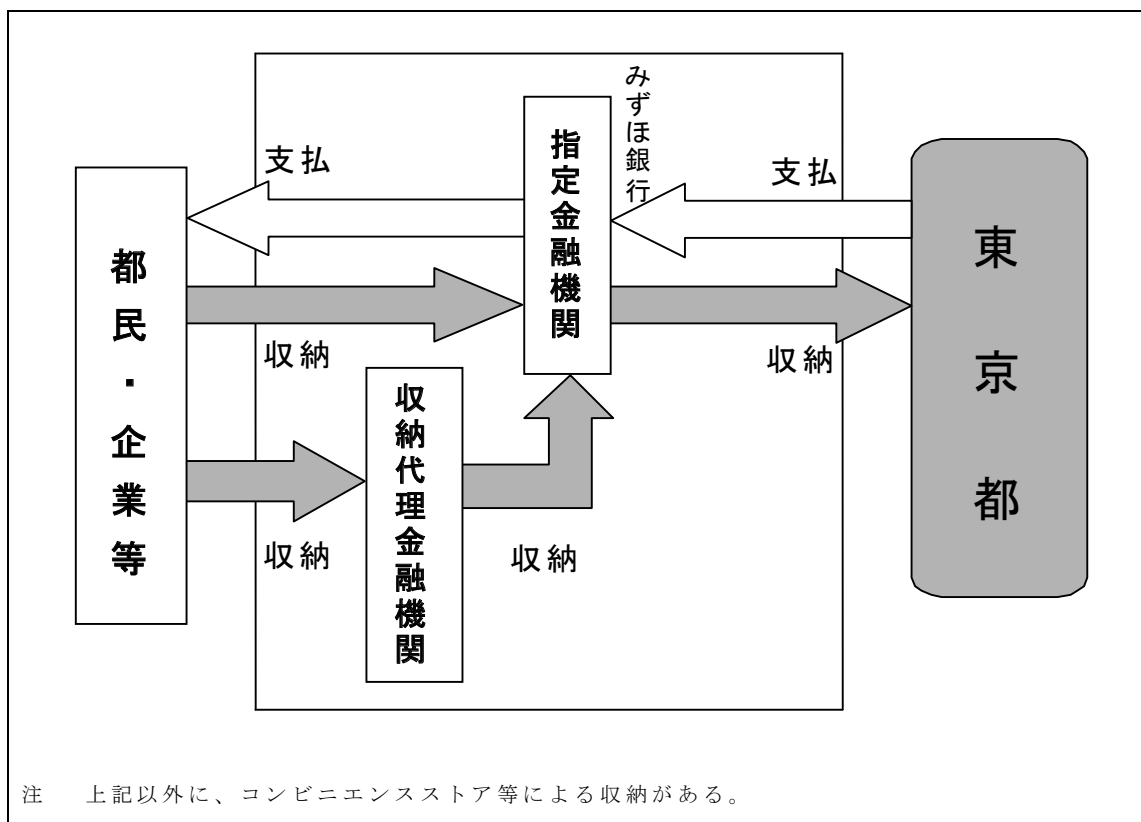 みずほ銀行
指定金融機関
支払
支払
都民・企業等
東京都
収納
収納
収納代理金融機関
収納
収納
注 上記以外に、コンビニエンスストア等による収納がある。